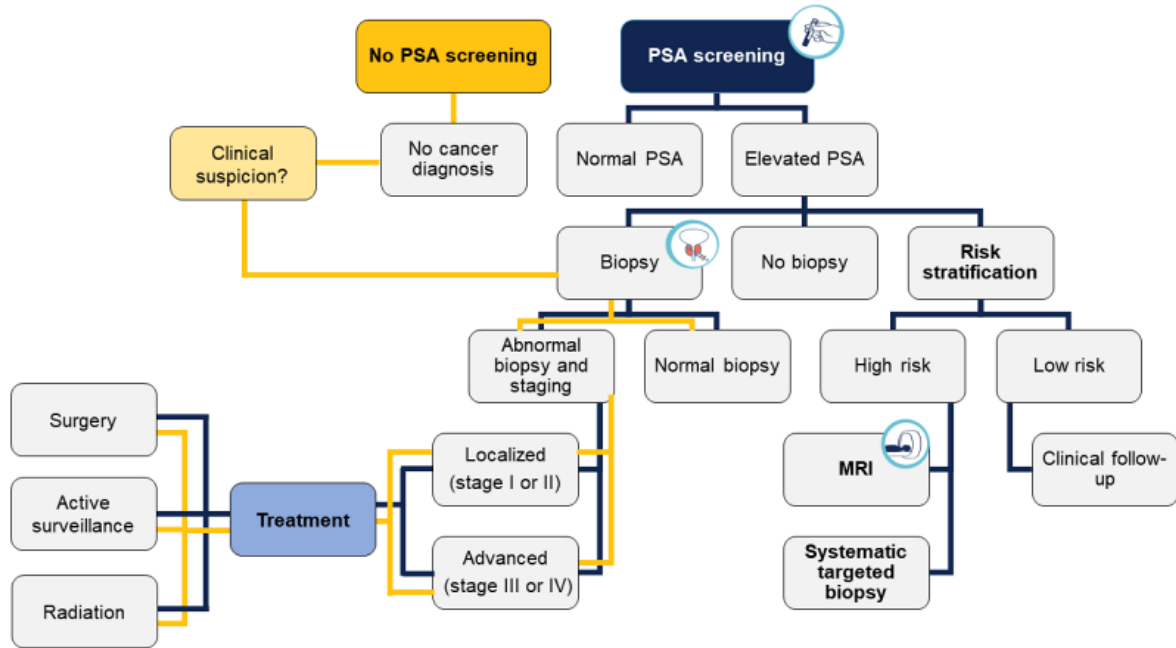 No PSA screening
PSA screening
Clinical
suspicion?
No cancer
diagnosis
Normal PSA
Elevated PSA
Biopsy
No biopsy
Risk
stratification
Abnormal
biopsy and
staging
Normal biopsy
High risk
Low risk
Surgery
Localized
(stage I or II)
MRI
Clinical follow-
up
Active
surveillance
Treatment
Advanced
(stage III or IV)
Systematic
targeted
biopsy
Radiation